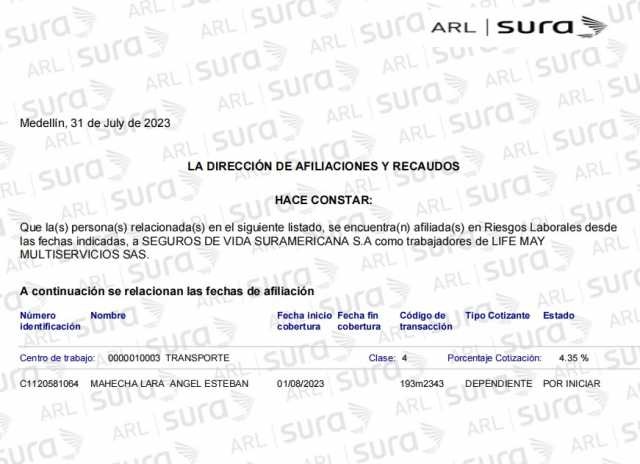 ARL | sura
Medellín, 31 de July de 2023
LA DIRECCIÓN DE AFILIACIONES Y RECAUDOS
HACE CONSTAR:
Que la(s) persona(s) relacionada(s) en el siguiente listado, se encuentra(n) afiliada(s) en Riesgos Laborales desde
las fechas indicadas, a SEGUROS DE VIDA SURAMERICANA S.A como trabajadores de LIFE MAY
MULTISERVICIOS SAS.
A continuación se relacionan las fechas de afiliación
Número identificación Nombre Fecha inicio cobertura Fecha fin cobertura Código de transacción Tipo Cotizante Estado
Centro de trabajo: 0000010003 TRANSPORTE Clase: 4 Porcentaje Cotización: 4.35 %
C1120581064 MAHECHA LARA ANGEL ESTEBAN 01/08/2023 193m2343 DEPENDIENTE POR INICIAR